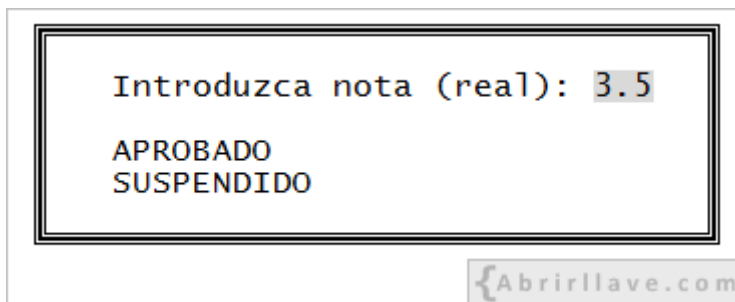 Introduzca nota (real): 3.5
APROBADO
SUSPENDIDO
{Abrirllave.com